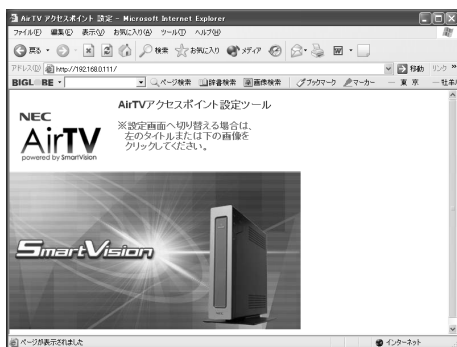 AirTV アクセスポイント 設定 - Microsoft Internet Explorer
ファイル(F) 編集(E) 表示(V) お気に入り(A) ツール(T) ヘルプ(H)
戻る 検索 お気に入り メディア
アドレス(D) http://192.168.0.111/ 移動 リンク »
BIGLOBE ページ検索 辞書検索 画像検索 ブックマーク マーカー 東 京
NEC
AirTV
powered by SmartVision
AirTVアクセスポイント設定ツール
※設定画面へ切り替える場合は、
左のタイトルまたは下の画像を
クリックしてください。
SmartVision
ページが表示されました インターネット